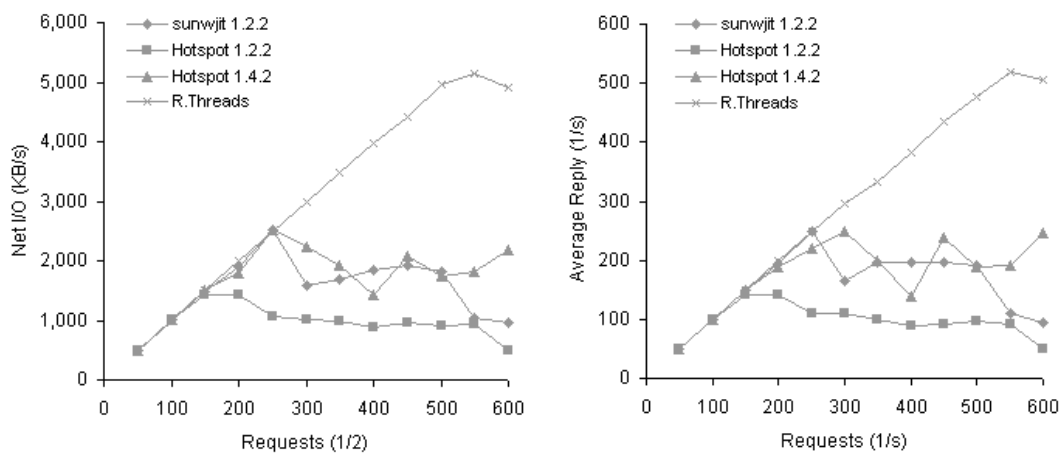 6,000
5,000
4,000
3,000
2,000
1,000
0
Net I/O (KB/s)
sunwjit 1.2.2
Hotspot 1.2.2
Hotspot 1.4.2
R.Threads
0 100 200 300 400 500 600
Requests (1/2)
600
500
400
300
200
100
0
Average Reply (1/s)
sunwjit 1.2.2
Hotspot 1.2.2
Hotspot 1.4.2
R.Threads
0 100 200 300 400 500 600
Requests (1/s)